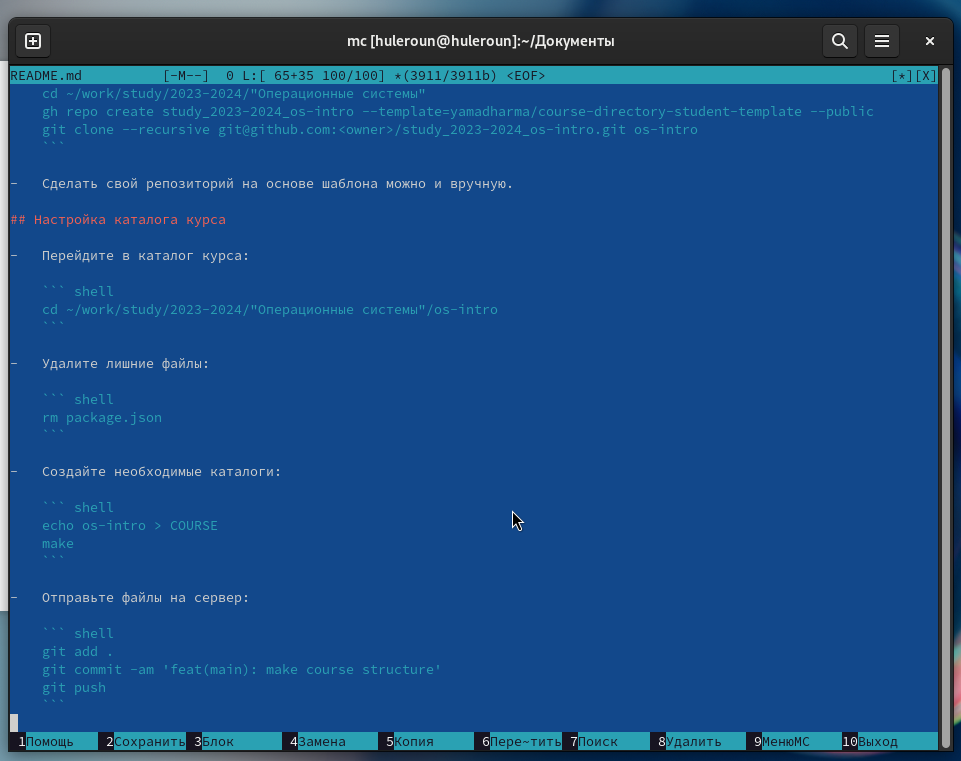 mc [huleroun@huleroun]:~/Документы
README.md [-M--] 0 L:[ 65+35 100/100] *(3911/3911b) <EOF> [*][X]
cd ~/work/study/2023-2024/"Операционные системы"
gh repo create study_2023-2024_os-intro --template=yamadharma/course-directory-student-template --public
git clone --recursive git@github.com:<owner>/study_2023-2024_os-intro.git os-intro
```
- Сделать свой репозиторий на основе шаблона можно и вручную.
## Настройка каталога курса
- Перейдите в каталог курса:
``` shell
cd ~/work/study/2023-2024/"Операционные системы"/os-intro
```
- Удалите лишние файлы:
``` shell
rm package.json
```
- Создайте необходимые каталоги:
``` shell
echo os-intro > COURSE
make
```
- Отправьте файлы на сервер:
``` shell
git add .
git commit -am 'feat(main): make course structure'
git push
```
1Помощь 2Сохранить 3Блок 4Замена 5Копия 6Пере~тить 7Поиск 8Удалить 9МенюМС 10Выход